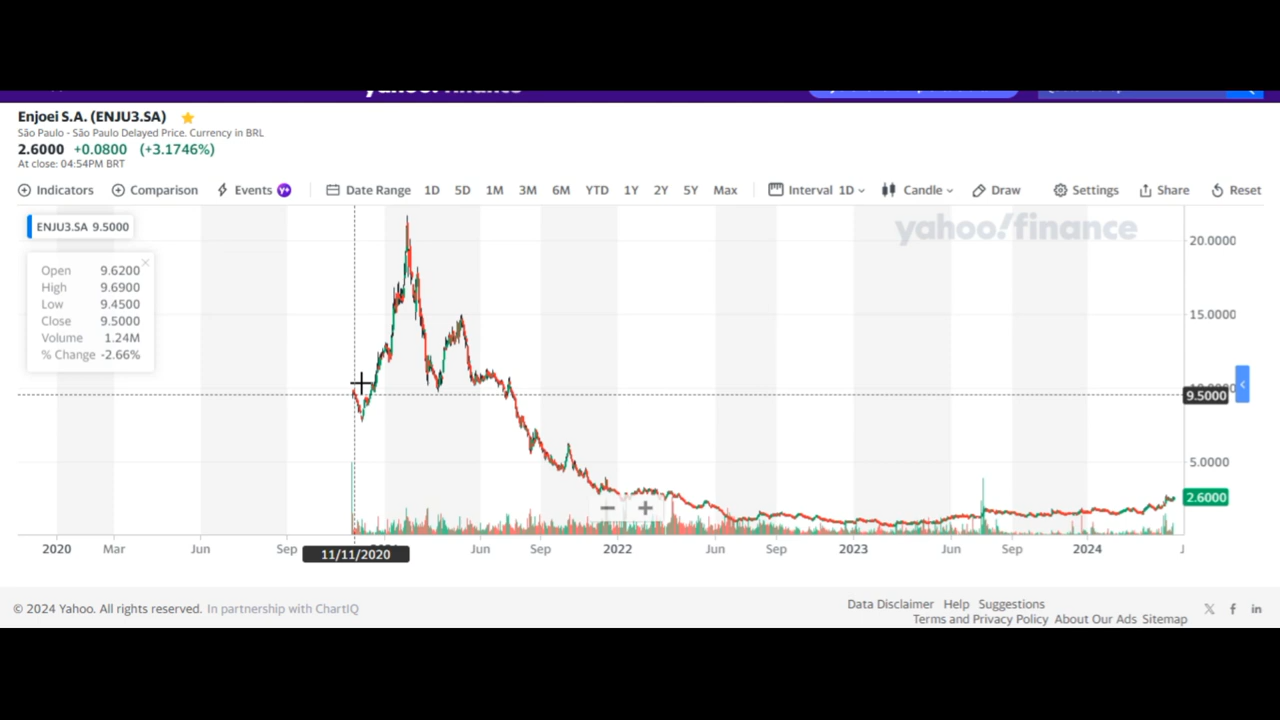 Enjoei S.A. (ENJU3.SA)
São Paulo - São Paulo Delayed Price. Currency in BRL
2.6000 +0.0800 (+3.1746%)
At close: 04:54PM BRT
Indicators Comparison Events Y+ Date Range 1D 5D 1M 3M 6M YTD 1Y 2Y 5Y Max Interval 1D Candle Draw Settings Share Reset
ENJU3.SA 9.5000
yahoo!finance
Open 9.6200
High 9.6900
Low 9.4500
Close 9.5000
Volume 1.24M
% Change -2.66%
20.0000
15.0000
9.5000
5.0000
2.6000
2020 Mar Jun Sep Jun Sep 2022 Jun Sep 2023 Jun Sep 2024 J
11/11/2020
© 2024 Yahoo. All rights reserved. In partnership with ChartIQ
Data Disclaimer Help Suggestions
Terms and Privacy Policy About Our Ads Sitemap